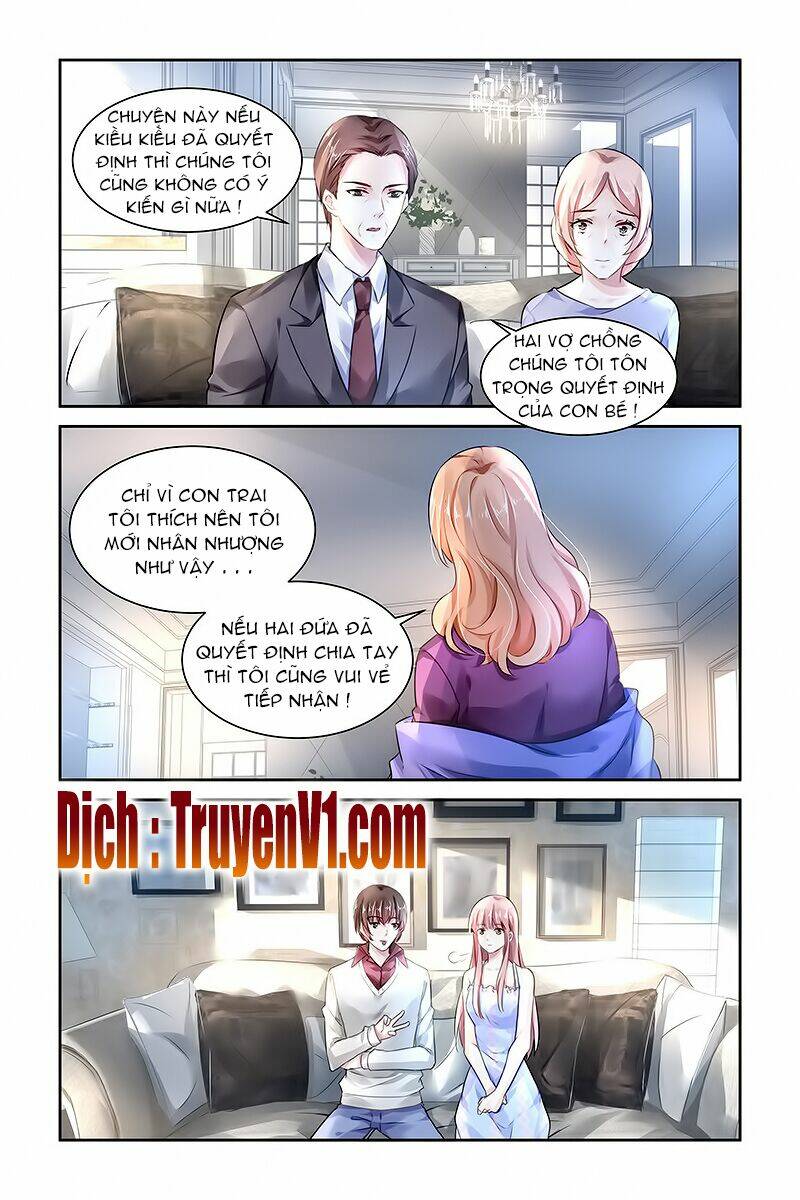 CHUYỆN NÀY NẾU
KIỀU KIỀU ĐÃ QUYẾT
ĐỊNH THÌ CHÚNG TÔI
CŨNG KHÔNG CÓ Ý
KIẾN GÌ NỮA !
HAI VỢ CHỒNG
CHÚNG TÔI TÔN
TRỌNG QUYẾT ĐỊNH
CỦA CON BÉ !
CHỈ VÌ CON TRAI
TÔI THÍCH NÊN TÔI
MỚI NHÂN NHƯỢNG
NHƯ VẬY . . .
NẾU HAI ĐỨA ĐÃ
QUYẾT ĐỊNH CHIA TAY
THÌ TÔI CŨNG VUI VẺ
TIẾP NHẬN !
Dịch : TruyenV1.com